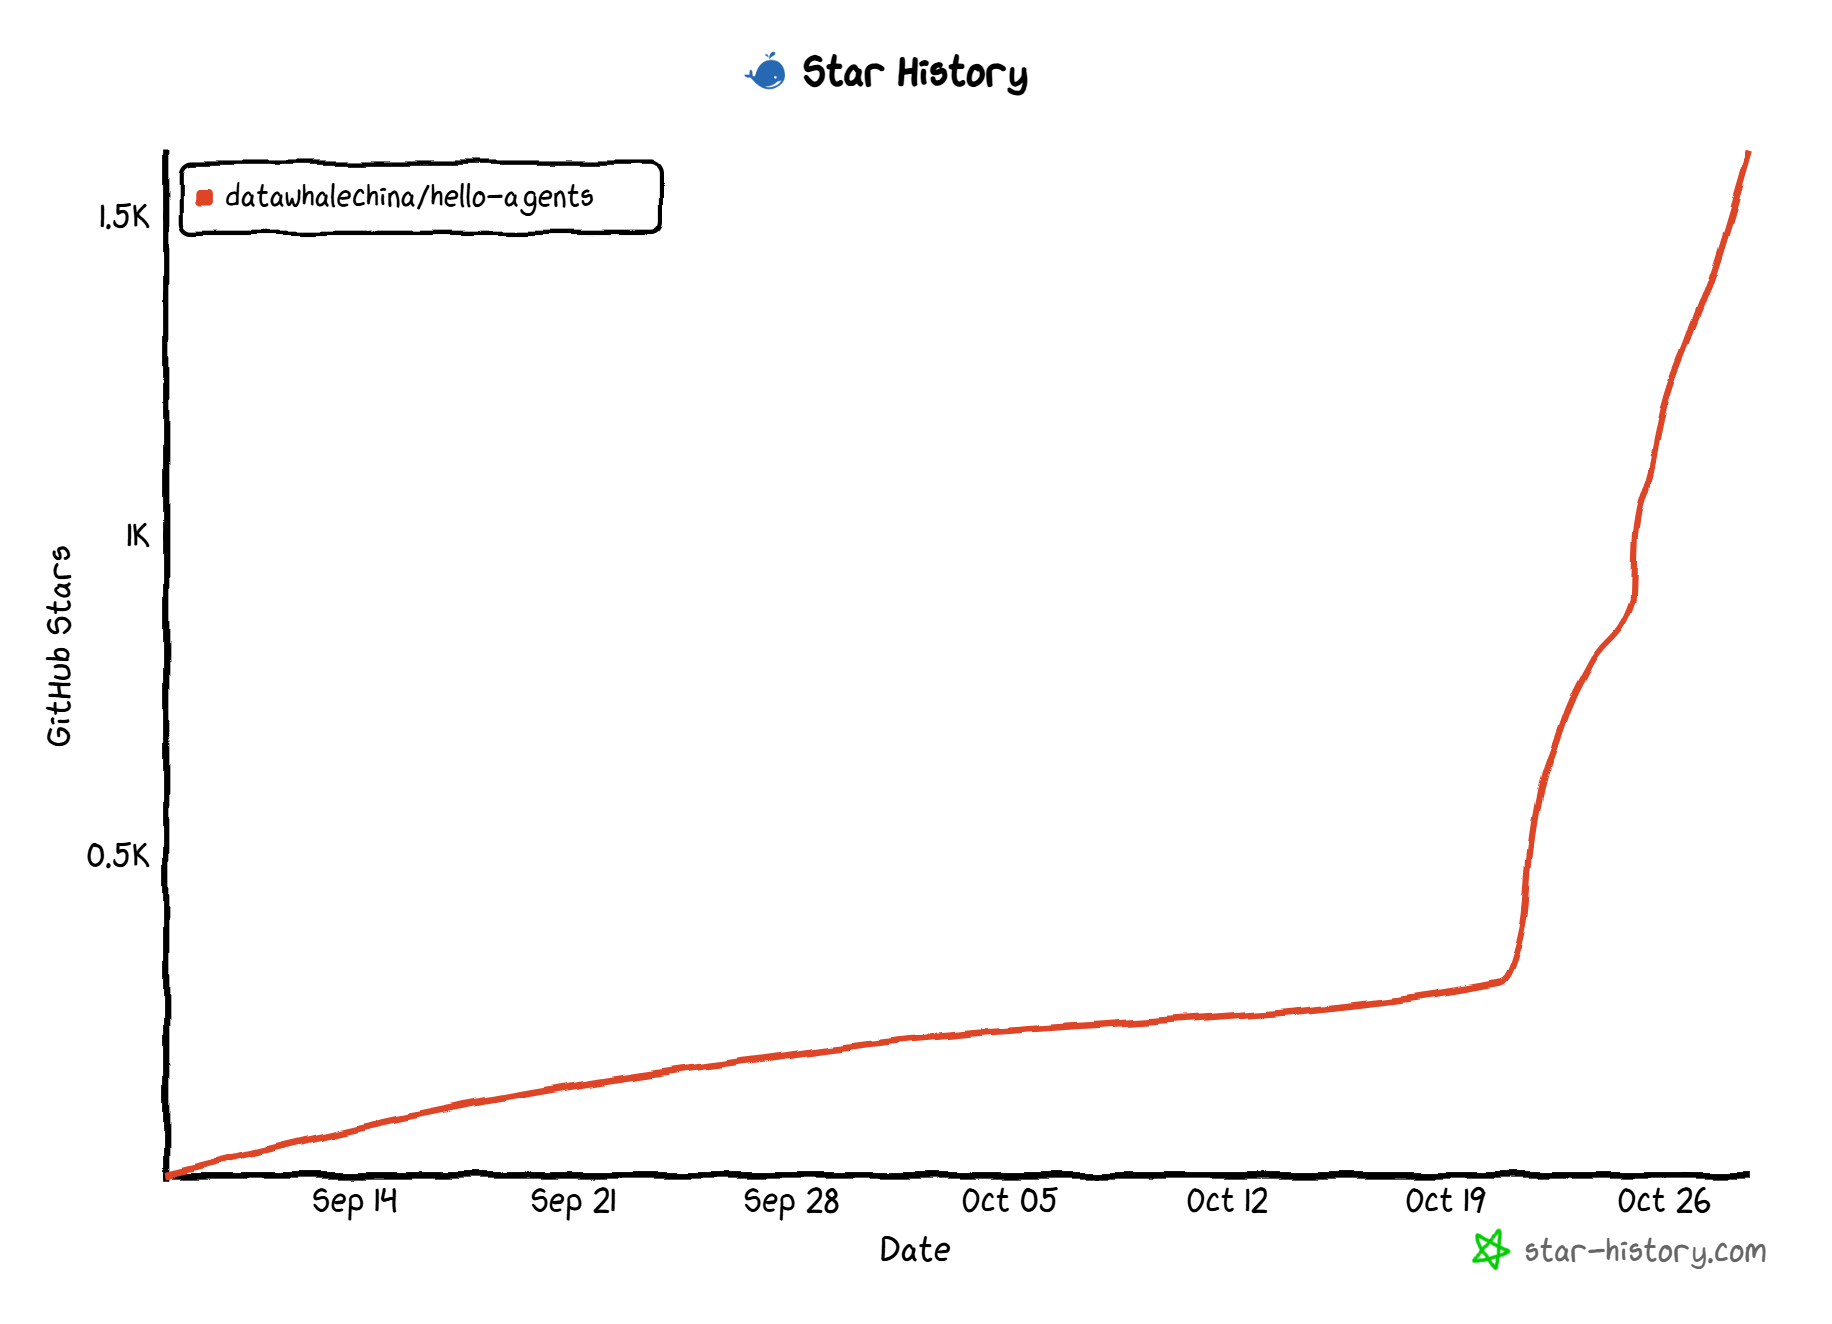 Star History
datawhalechina/hello-agents
1.5K
1K
0.5K
GitHub Stars
Sep 14
Sep 21
Sep 28
Oct 05
Oct 12
Oct 19
Oct 26
Date
star-history.com